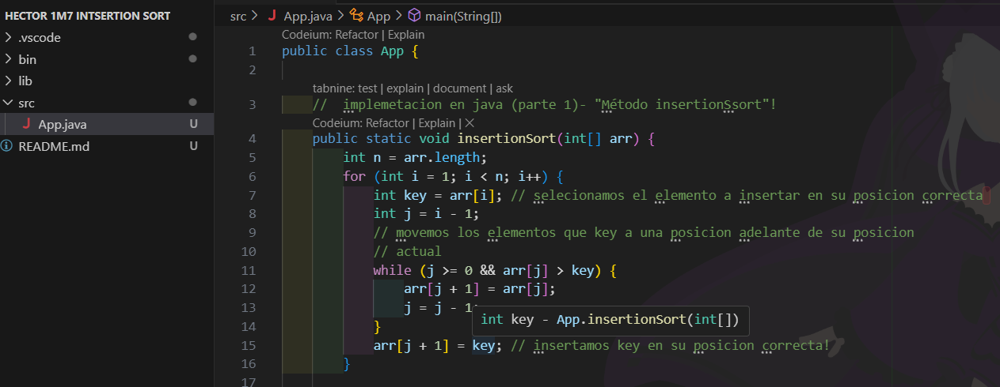 HECTOR 1M7 INTSERTION SORT
.vscode
bin
lib
src
App.java U
README.md U
src > App.java > App > main(String[])
Codeium: Refactor | Explain
1 public class App {
2
tabnine: test | explain | document | ask
3 // implemetacion en java (parte 1)- "Método insertionSsort"!
Codeium: Refactor | Explain | X
4 public static void insertionSort(int[] arr) {
5 int n = arr.length;
6 for (int i = 1; i < n; i++) {
7 int key = arr[i]; // selecionamos el elemento a insertar en su posicion correcta
8 int j = i - 1;
9 // movemos los elementos que key a una posicion adelante de su posicion
10 // actual
11 while (j >= 0 && arr[j] > key) {
12 arr[j + 1] = arr[j];
13 j = j - 1;
int key - App.insertionSort(int[])
14 }
15 arr[j + 1] = key; // insertamos key en su posicion correcta!
16 }
17